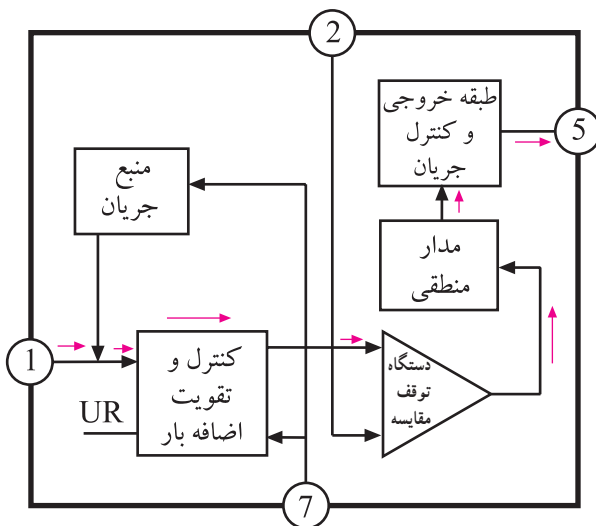 2
طبقه خروجی
و کنترل
جریان
5
منبع
جریان
مدار
منطقی
1
کنترل و
تقویت
اضافه بار
UR
دستگاه
توقف
مقایسه
7